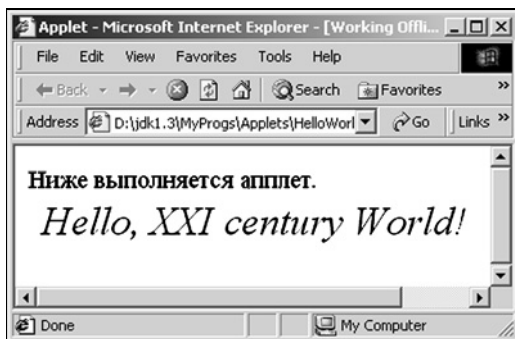 Applet - Microsoft Internet Explorer - [Working Offli...
File Edit View Favorites Tools Help
Back Search Favorites »
Address D:\jdk1.3\MyProgs\Applets\HelloWorl Go Links »
Ниже выполняется апплет.
Hello, XXI century World!
Done My Computer